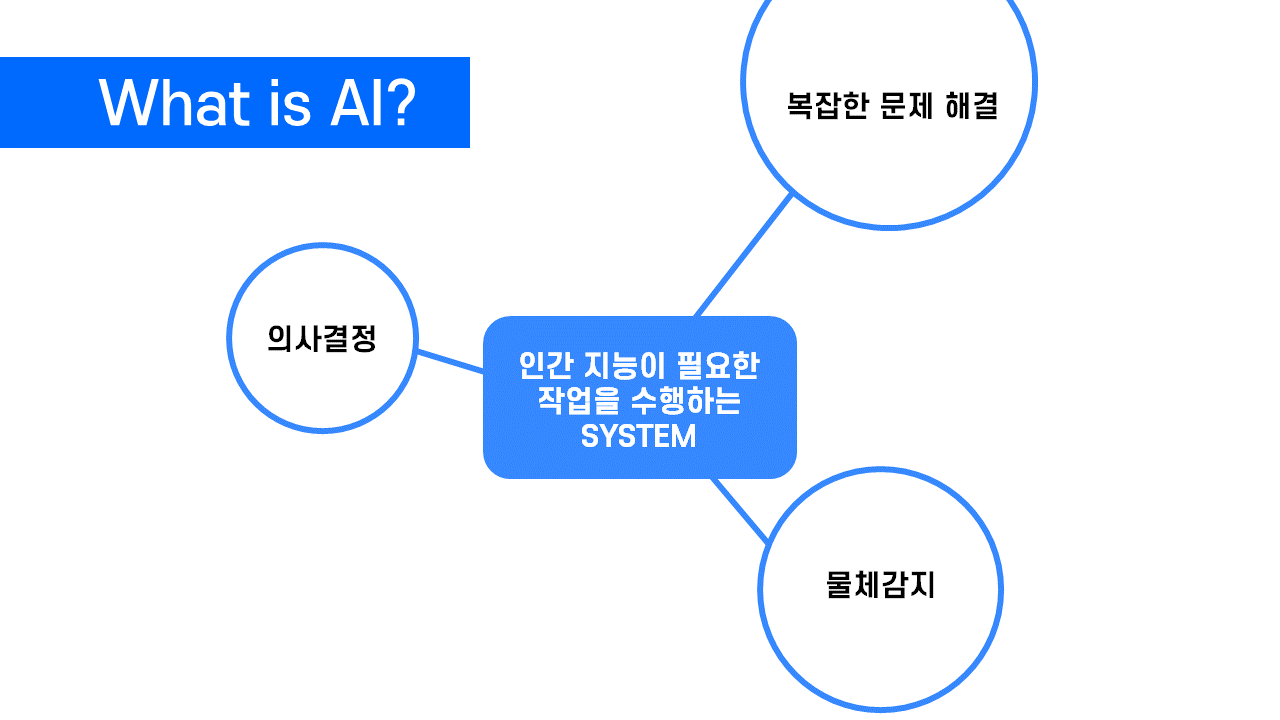 What is AI?
복잡한 문제 해결
의사결정
인간 지능이 필요한
작업을 수행하는
SYSTEM
물체감지